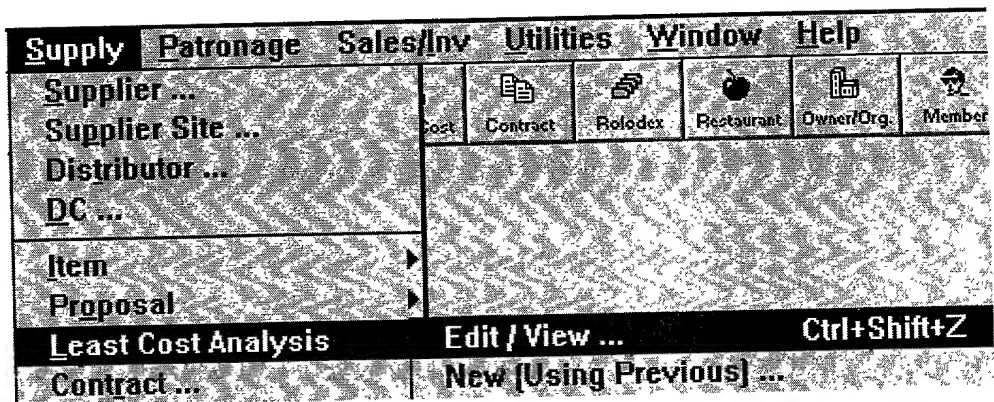 Supply Patronage Sales/Inv Utilities Window Help
Supplier ...
Supplier Site ...
Cost Contract Rolodex Restaurant Owner/Org. Member
Distributor ...
DC ...
Item
Proposal
Least Cost Analysis Edit / View ... Ctrl+Shift+Z
Contract ... New (Using Previous) ...